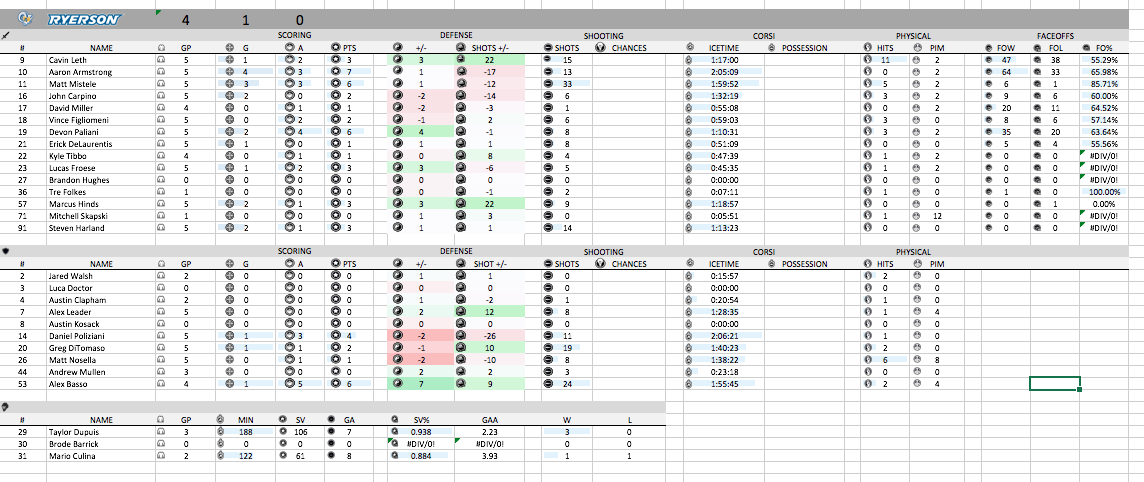 RYERSON 4 1 0
SCORING DEFENSE SHOOTING CORSI PHYSICAL FACEOFFS
# NAME GP G A PTS +/- SHOTS +/- SHOTS CHANCES ICETIME POSSESSION HITS PIM FOW FOL FO%
9 Cavin Leth 5 1 2 3 3 22 15 1:17:00 11 2 47 38 55.29%
10 Aaron Armstrong 5 4 3 7 1 -17 13 2:05:09 0 2 64 33 65.98%
11 Matt Mistele 5 3 3 6 1 -12 33 1:59:52 5 2 6 1 85.71%
16 John Carpino 5 2 0 2 -2 -14 6 1:32:19 3 2 9 6 60.00%
17 David Miller 4 0 1 1 -2 -3 1 0:55:08 0 0 20 11 64.52%
18 Vince Figliomeni 5 0 2 2 -1 2 6 0:59:03 3 0 8 6 57.14%
19 Devon Paliani 5 2 4 6 4 -1 8 1:10:31 3 2 35 20 63.64%
21 Erick DeLaurentis 5 1 0 1 1 1 8 0:51:09 0 0 5 4 55.56%
22 Kyle Tibbo 4 0 1 1 0 8 4 0:47:39 1 2 0 0 #DIV/0!
23 Lucas Froese 5 1 2 3 3 -6 5 0:45:35 1 2 0 0 #DIV/0!
27 Brandon Hughes 0 0 0 0 0 0 0 0:00:00 0 0 0 0 #DIV/0!
36 Tre Folkes 1 0 0 0 0 -1 2 0:07:11 0 0 1 0 100.00%
57 Marcus Hinds 5 2 1 3 3 22 9 1:18:57 1 2 0 1 0.00%
71 Mitchell Skapski 1 0 0 0 1 3 0 0:05:51 1 12 0 0 #DIV/0!
91 Steven Harland 5 2 1 3 1 1 14 1:13:23 1 0 0 0 #DIV/0!
SCORING DEFENSE SHOOTING CORSI PHYSICAL
# NAME GP G A PTS +/- SHOT +/- SHOTS CHANCES ICETIME POSSESSION HITS PIM
2 Jared Walsh 2 0 0 0 1 1 0 0:15:57 2 0
3 Luca Doctor 0 0 0 0 0 0 0 0:00:00 0 0
4 Austin Clapham 2 0 0 0 1 -2 1 0:20:54 0 0
7 Alex Leader 5 0 0 0 2 12 8 1:28:35 1 4
8 Austin Kosack 0 0 0 0 0 0 0 0:00:00 0 0
14 Daniel Poliziani 5 1 3 4 -2 -26 11 2:06:21 1 0
20 Greg DiTomaso 5 1 1 2 -1 10 19 1:40:23 2 0
26 Matt Nosella 5 0 1 1 -2 -10 8 1:38:22 6 8
44 Andrew Mullen 3 0 0 0 2 2 3 0:23:18 0 0
53 Alex Basso 4 1 5 6 7 9 24 1:55:45 2 4
# NAME GP MIN SV GA SV% GAA W L
29 Taylor Dupuis 3 188 106 7 0.938 2.23 3 0
30 Brode Barrick 0 0 0 0 #DIV/0! #DIV/0! 0 0
31 Mario Culina 2 122 61 8 0.884 3.93 1 1